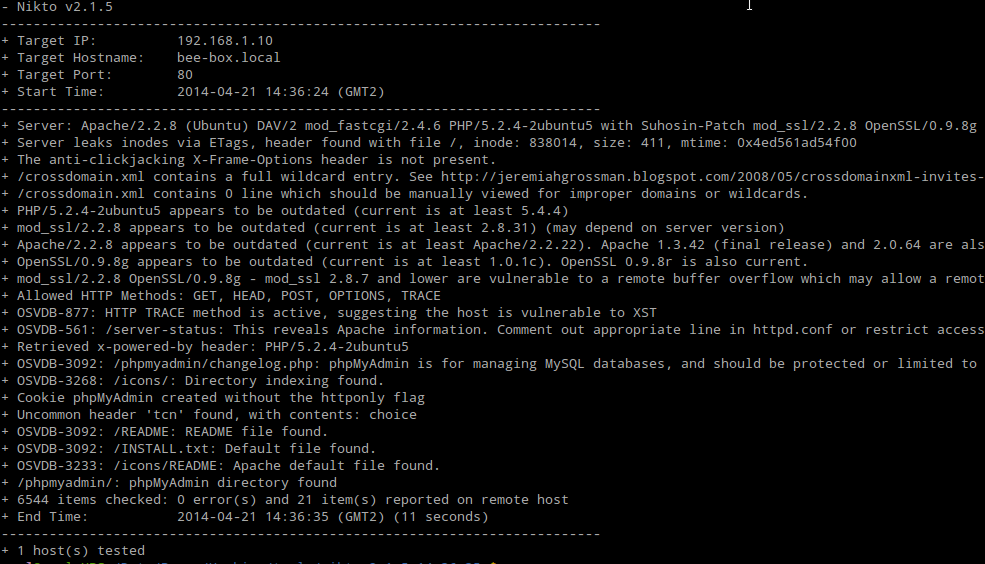 - Nikto v2.1.5
---------------------------------------------------------------------------
+ Target IP:          192.168.1.10
+ Target Hostname:    bee-box.local
+ Target Port:        80
+ Start Time:         2014-04-21 14:36:24 (GMT2)
---------------------------------------------------------------------------
+ Server: Apache/2.2.8 (Ubuntu) DAV/2 mod_fastcgi/2.4.6 PHP/5.2.4-2ubuntu5 with Suhosin-Patch mod_ssl/2.2.8 OpenSSL/0.9.8g
+ Server leaks inodes via ETags, header found with file /, inode: 838014, size: 411, mtime: 0x4ed561ad54f00
+ The anti-clickjacking X-Frame-Options header is not present.
+ /crossdomain.xml contains a full wildcard entry. See http://jeremiahgrossman.blogspot.com/2008/05/crossdomainxml-invites-
+ /crossdomain.xml contains 0 line which should be manually viewed for improper domains or wildcards.
+ PHP/5.2.4-2ubuntu5 appears to be outdated (current is at least 5.4.4)
+ mod_ssl/2.2.8 appears to be outdated (current is at least 2.8.31) (may depend on server version)
+ Apache/2.2.8 appears to be outdated (current is at least Apache/2.2.22). Apache 1.3.42 (final release) and 2.0.64 are als
+ OpenSSL/0.9.8g appears to be outdated (current is at least 1.0.1c). OpenSSL 0.9.8r is also current.
+ mod_ssl/2.2.8 OpenSSL/0.9.8g - mod_ssl 2.8.7 and lower are vulnerable to a remote buffer overflow which may allow a remot
+ Allowed HTTP Methods: GET, HEAD, POST, OPTIONS, TRACE
+ OSVDB-877: HTTP TRACE method is active, suggesting the host is vulnerable to XST
+ OSVDB-561: /server-status: This reveals Apache information. Comment out appropriate line in httpd.conf or restrict access
+ Retrieved x-powered-by header: PHP/5.2.4-2ubuntu5
+ OSVDB-3092: /phpmyadmin/changelog.php: phpMyAdmin is for managing MySQL databases, and should be protected or limited to
+ OSVDB-3268: /icons/: Directory indexing found.
+ Cookie phpMyAdmin created without the httponly flag
+ Uncommon header 'tcn' found, with contents: choice
+ OSVDB-3092: /README: README file found.
+ OSVDB-3092: /INSTALL.txt: Default file found.
+ OSVDB-3233: /icons/README: Apache default file found.
+ /phpmyadmin/: phpMyAdmin directory found
+ 6544 items checked: 0 error(s) and 21 item(s) reported on remote host
+ End Time:           2014-04-21 14:36:35 (GMT2) (11 seconds)
---------------------------------------------------------------------------
+ 1 host(s) tested